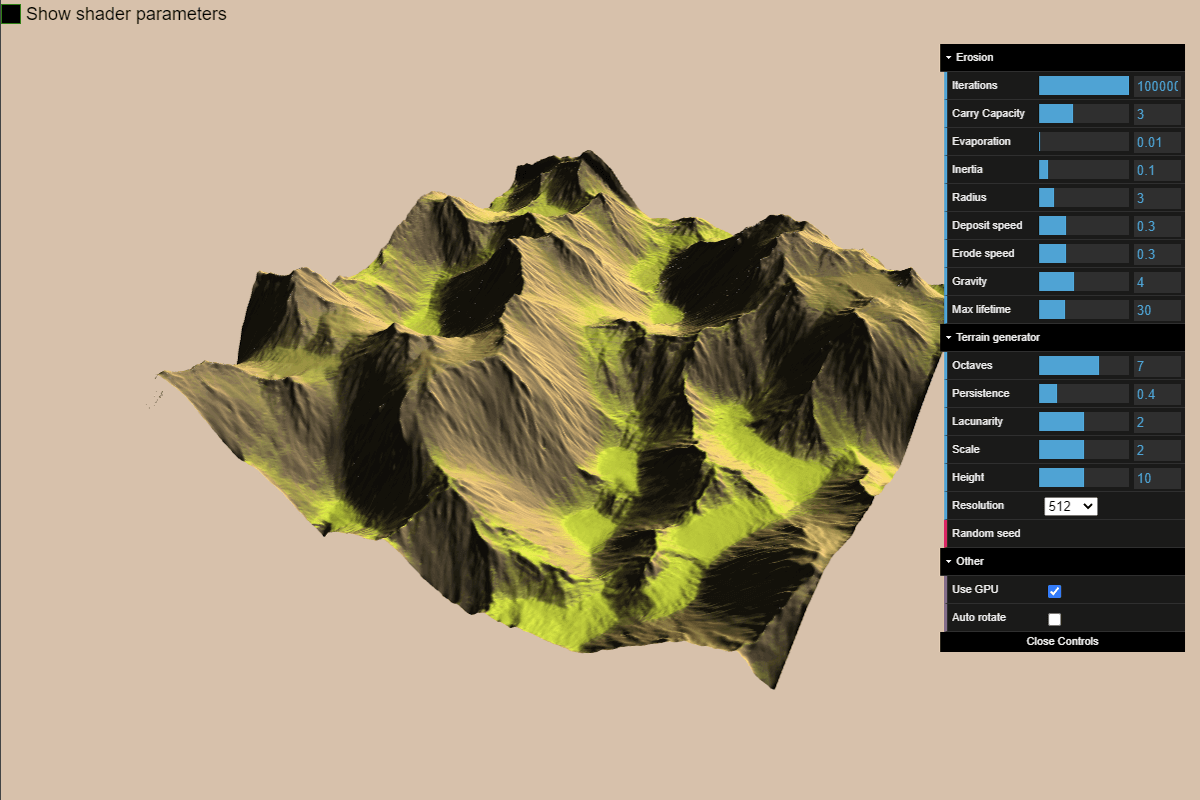 Show shader parameters
Erosion
Iterations 100000
Carry Capacity 3
Evaporation 0.01
Inertia 0.1
Radius 3
Deposit speed 0.3
Erode speed 0.3
Gravity 4
Max lifetime 30
Terrain generator
Octaves 7
Persistence 0.4
Lacunarity 2
Scale 2
Height 10
Resolution 512
Random seed
Other
Use GPU
Auto rotate
Close Controls